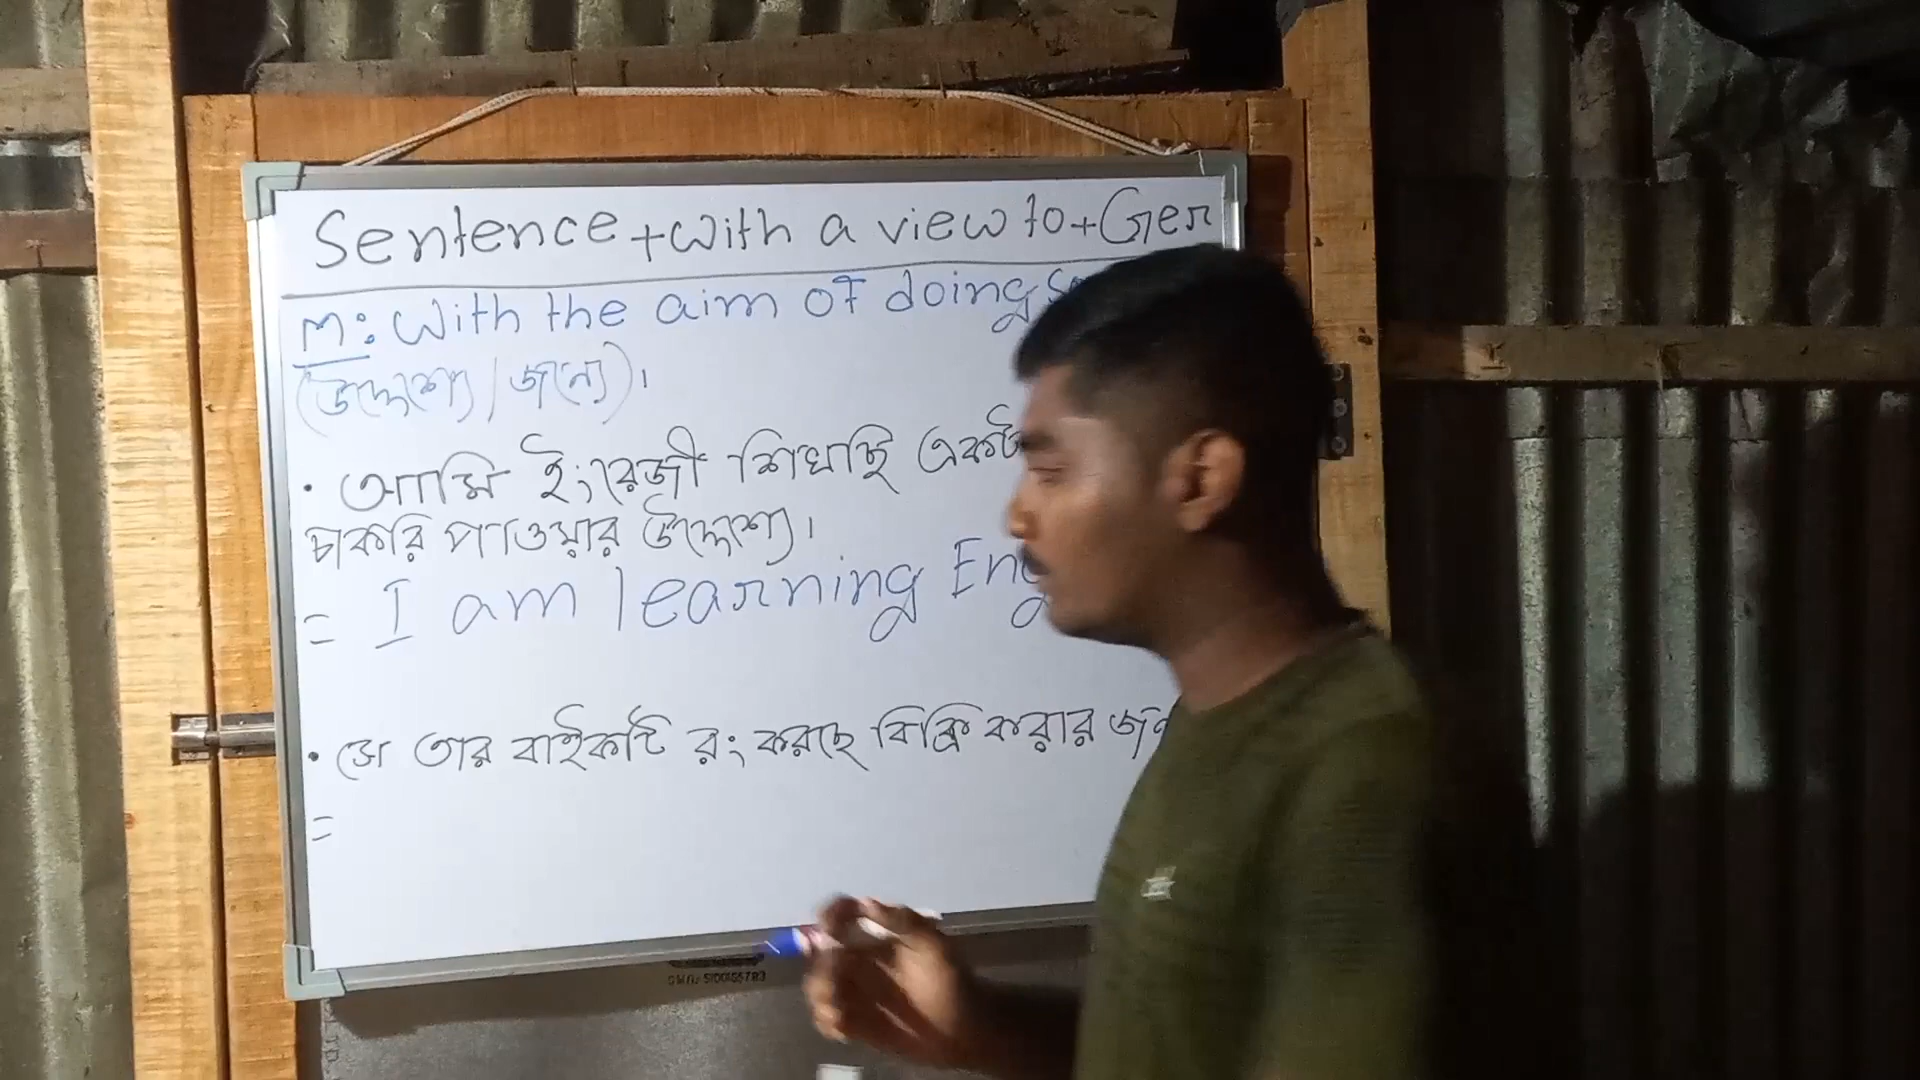 Sentence + with a view to + Ger
M: With the aim of doing
(উদ্দেশ্যে / জন্যে)।
• আমি ইংরেজী শিখছি একটা
চাকরি পাওয়ার উদ্দেশ্যে।
= I am learning Eng
• সে তার বাইকটি রং করছে বিক্রি করার জন
=